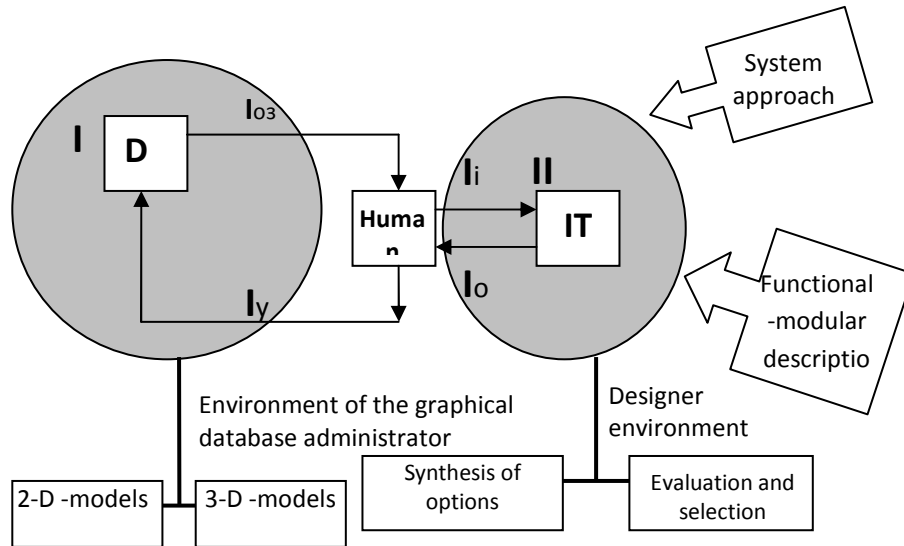 System
approach
I
D
Iоз
Ii
II
Huma
n
IT
Iy
Io
Functional
-modular
descriptio
Environment of the graphical
database administrator
Designer
environment
2-D -models
3-D -models
Synthesis of
options
Evaluation and
selection